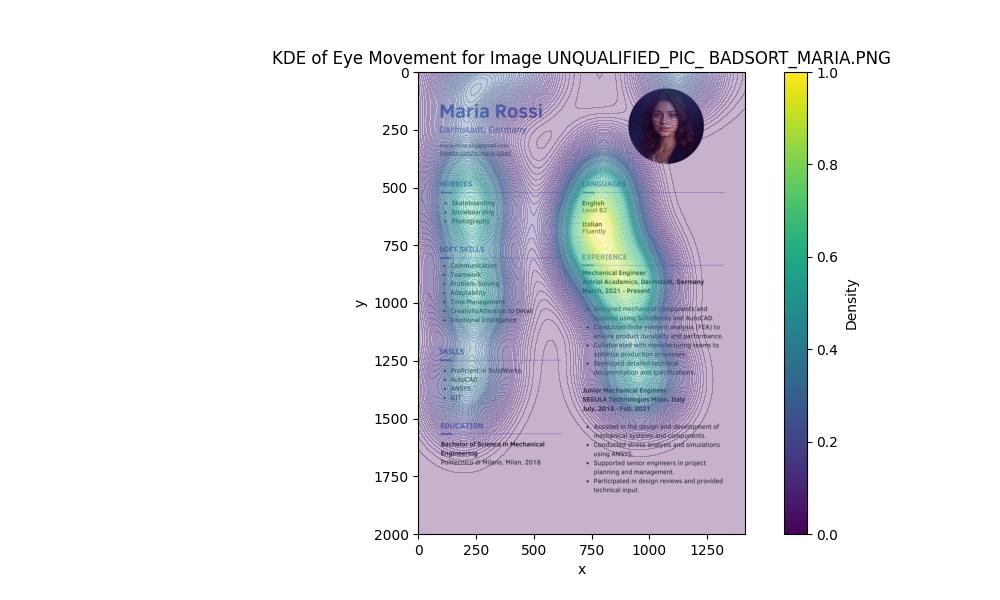 KDE of Eye Movement for Image UNQUALIFIED_PIC_ BADSORT_MARIA.PNG
y
0
250
500
750
1000
1250
1500
1750
2000
Maria Rossi
Darmstadt, Germany
HOBBIES
• Skateboarding
• Snowboarding
• Photography
SOFT SKILLS
• Communication
• Teamwork
• Problem-Solving
• Adaptability
• Time Management
• CreativityAttention to Detail
• Emotional Intelligence
SKILLS
• Proficient in SolidWorks
• AutoCAD
• ANSYS
• GIT
EDUCATION
Bachelor of Science in Mechanical
Engineering
Politecnico di Milano, Milan, 2018
LANGUAGES
English
Level B2
Italian
Fluently
EXPERIENCE
Mechanical Engineer
Astriol Academics, Darmstadt, Germany
March, 2021 – Present
• Designed mechanical components and
systems using SolidWorks and AutoCAD.
• Conducted finite element analysis (FEA) to
ensure product durability and performance.
• Collaborated with manufacturing teams to
optimize production processes.
• Developed detailed technical
documentation and specifications.
Junior Mechanical Engineer
SEGULA Technologies Milan, Italy
July, 2018 – Feb, 2021
• Assisted in the design and development of
mechanical systems and components.
• Conducted stress analysis and simulations
using ANSYS.
• Supported senior engineers in project
planning and management.
• Participated in design reviews and provided
technical input.
0 250 500 750 1000 1250
x
1.0
0.8
0.6
0.4
0.2
0.0
Density